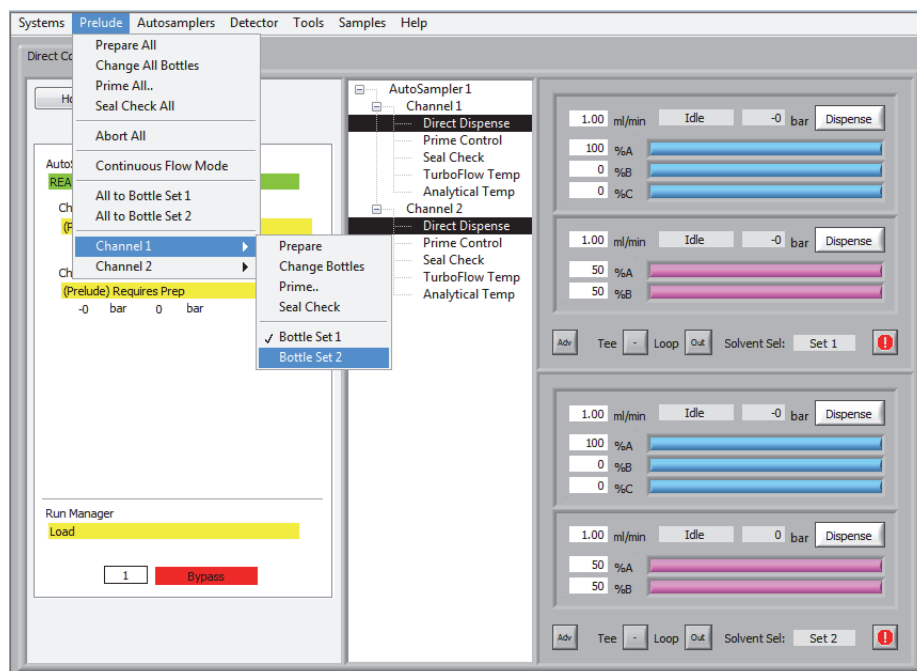 Systems Prelude Autosamplers Detector Tools Samples Help
Direct Co
Prepare All
Change All Bottles
Prime All..
Seal Check All
Abort All
Continuous Flow Mode
All to Bottle Set 1
All to Bottle Set 2
Channel 1
Channel 2
Prepare
Change Bottles
Prime..
Seal Check
✓ Bottle Set 1
Bottle Set 2
Ho
Auto
REA
Ch
(P
Ch
(Prelude) Requires Prep
-0 bar 0 bar
Run Manager
Load
1 Bypass
AutoSampler 1
Channel 1
Direct Dispense
Prime Control
Seal Check
TurboFlow Temp
Analytical Temp
Channel 2
Direct Dispense
Prime Control
Seal Check
TurboFlow Temp
Analytical Temp
1.00 ml/min Idle -0 bar Dispense
100 %A
0 %B
0 %C
1.00 ml/min Idle -0 bar Dispense
50 %A
50 %B
Adv Tee - Loop Out Solvent Sel: Set 1 !
1.00 ml/min Idle -0 bar Dispense
100 %A
0 %B
0 %C
1.00 ml/min Idle 0 bar Dispense
50 %A
50 %B
Adv Tee - Loop Out Solvent Sel: Set 2 !